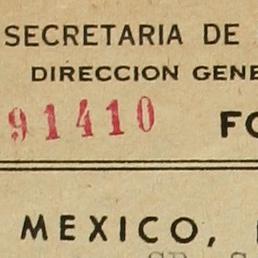 SECRETARIA DE
DIRECCION GENE
91410 FO
MEXICO,